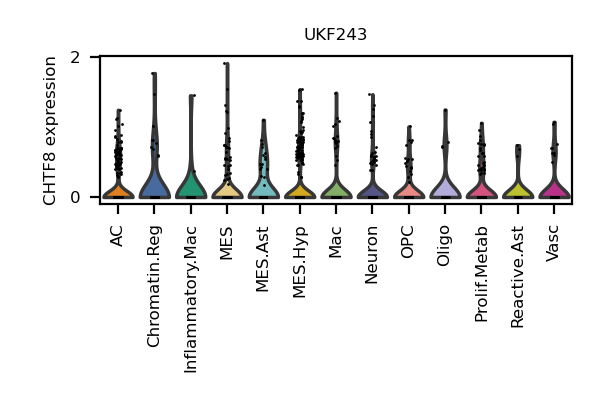 UKF243
CHTF8 expression
2
0
AC
Chromatin.Reg
Inflammatory.Mac
MES
MES.Ast
MES.Hyp
Mac
Neuron
OPC
Oligo
Prolif.Metab
Reactive.Ast
Vasc